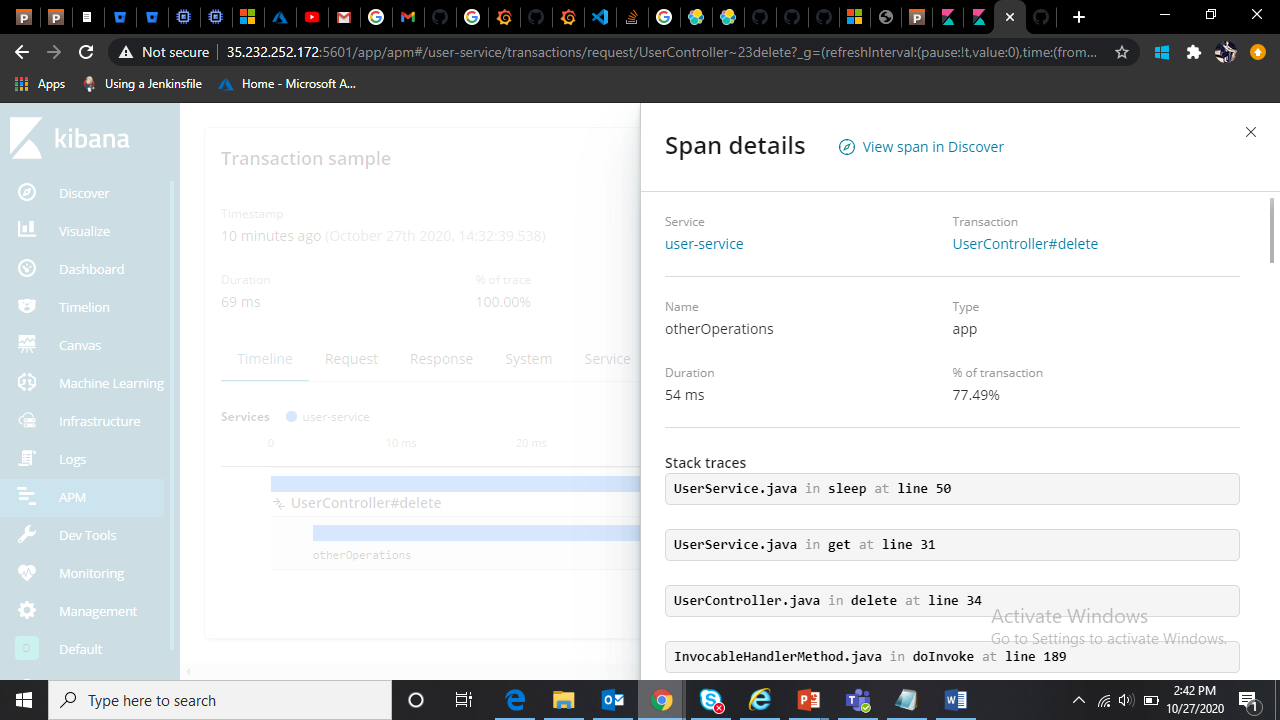 Not secure
35.232.252.172:5601/app/apm#/user-service/transactions/request/UserController~23delete?_g=(refreshInterval:(pause:!t,value:0),time:(from...
Apps
Using a Jenkinsfile
Home - Microsoft A...
kibana
Discover
Visualize
Dashboard
Timelion
Canvas
Machine Learning
Infrastructure
Logs
APM
Dev Tools
Monitoring
Management
D Default
Transaction sample
Timestamp
10 minutes ago (October 27th 2020, 14:32:39.538)
Duration % of trace
69 ms 100.00%
Timeline Request Response System Service
Services user-service
0 10 ms 20 ms
UserController#delete
otherOperations
Span details View span in Discover
Service Transaction
user-service UserController#delete
Name Type
otherOperations app
Duration % of transaction
54 ms 77.49%
Stack traces
UserService.java in sleep at line 50
UserService.java in get at line 31
UserController.java in delete at line 34
InvocableHandlerMethod.java in doInvoke at line 189
Activate Windows
Go to Settings to activate Windows.
Type here to search
2:42 PM
10/27/2020
1